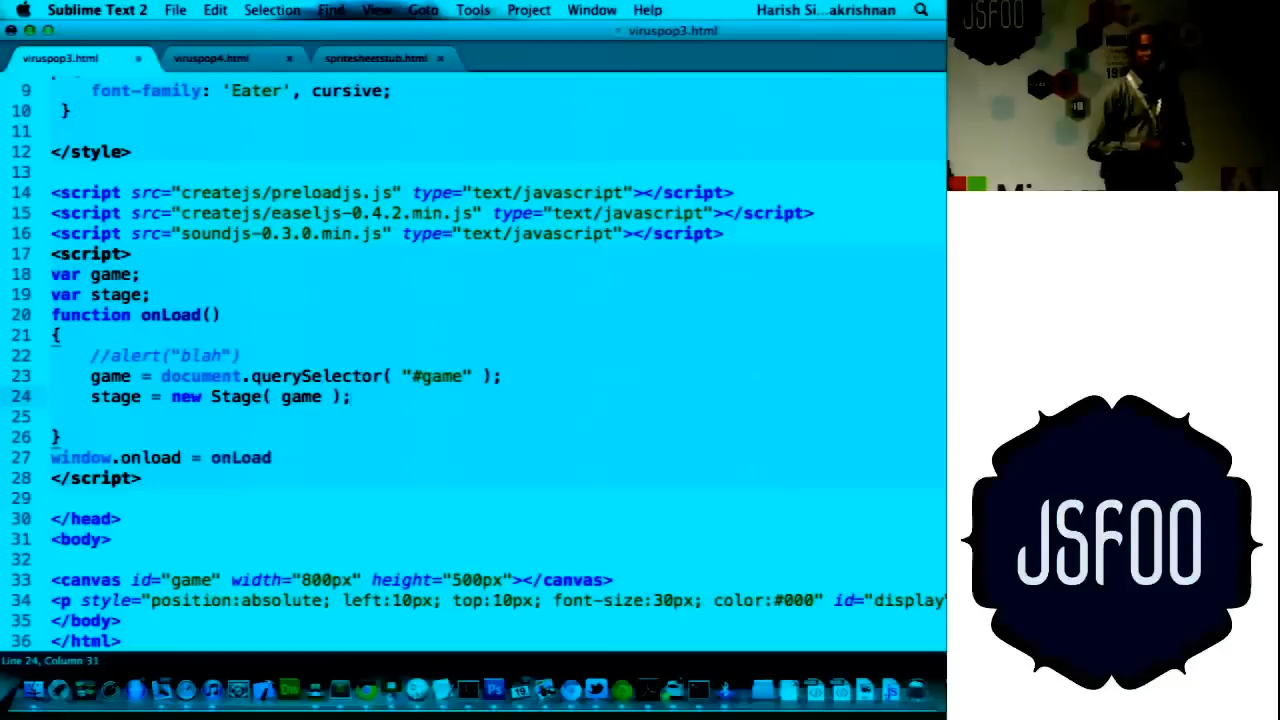 Sublime Text 2 File Edit Selection Find View Goto Tools Project Window Help Harish Si...akrishnan
viruspop3.html
viruspop3.html × viruspop4.html × spritesheetstub.html ×
9 font-family: 'Eater', cursive;
10 }
11
12 </style>
13
14 <script src="createjs/preloadjs.js" type="text/javascript"></script>
15 <script src="createjs/easeljs-0.4.2.min.js" type="text/javascript"></script>
16 <script src="soundjs-0.3.0.min.js" type="text/javascript"></script>
17 <script>
18 var game;
19 var stage;
20 function onLoad()
21 {
22 //alert("blah")
23 game = document.querySelector( "#game" );
24 stage = new Stage( game );
25
26 }
27 window.onload = onLoad
28 </script>
29
30 </head>
31 <body>
32
33 <canvas id="game" width="800px" height="500px"></canvas>
34 <p style="position:absolute; left:10px; top:10px; font-size:30px; color:#000" id="display"
35 </body>
36 </html>
Line 24, Column 31
JSFOO
JSFOO